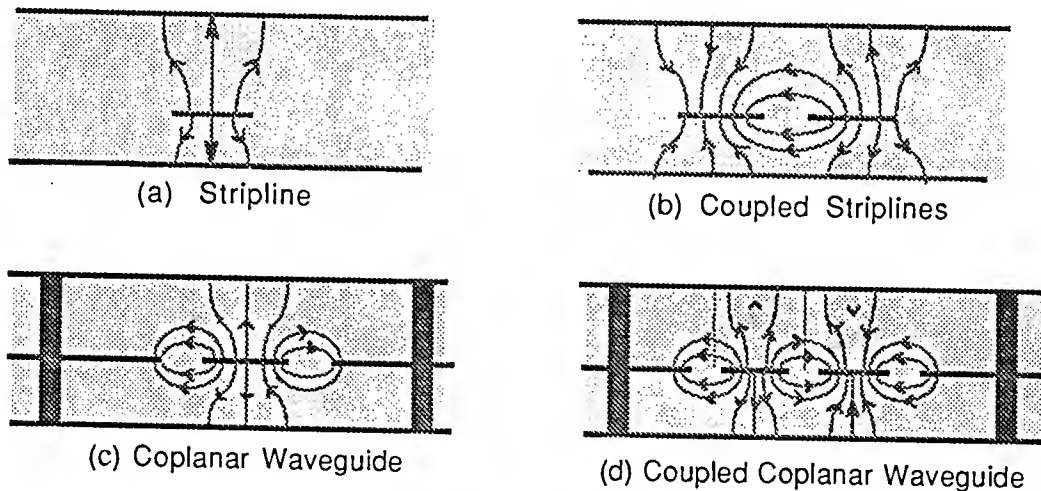 (a) Stripline
(b) Coupled Striplines
(c) Coplanar Waveguide
(d) Coupled Coplanar Waveguide